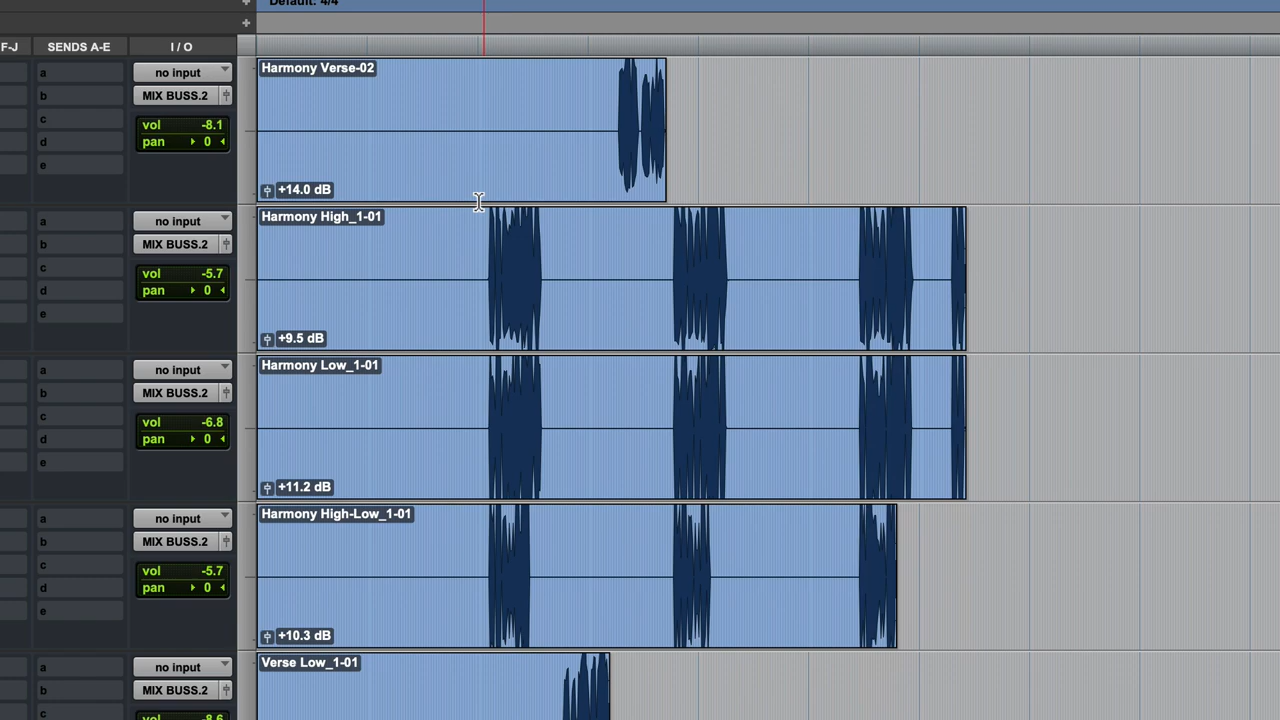 Default: 4/4
F-J SENDS A-E I / O
a no input Harmony Verse-02
b MIX BUSS.2
c vol -8.1
d pan 0
e +14.0 dB
a no input Harmony High_1-01
b MIX BUSS.2
c vol -5.7
d pan 0
e +9.5 dB
a no input Harmony Low_1-01
b MIX BUSS.2
c vol -6.8
d pan 0
e +11.2 dB
a no input Harmony High-Low_1-01
b MIX BUSS.2
c vol -5.7
d pan 0
e +10.3 dB
a no input Verse Low_1-01
b MIX BUSS.2
c vol -8.6